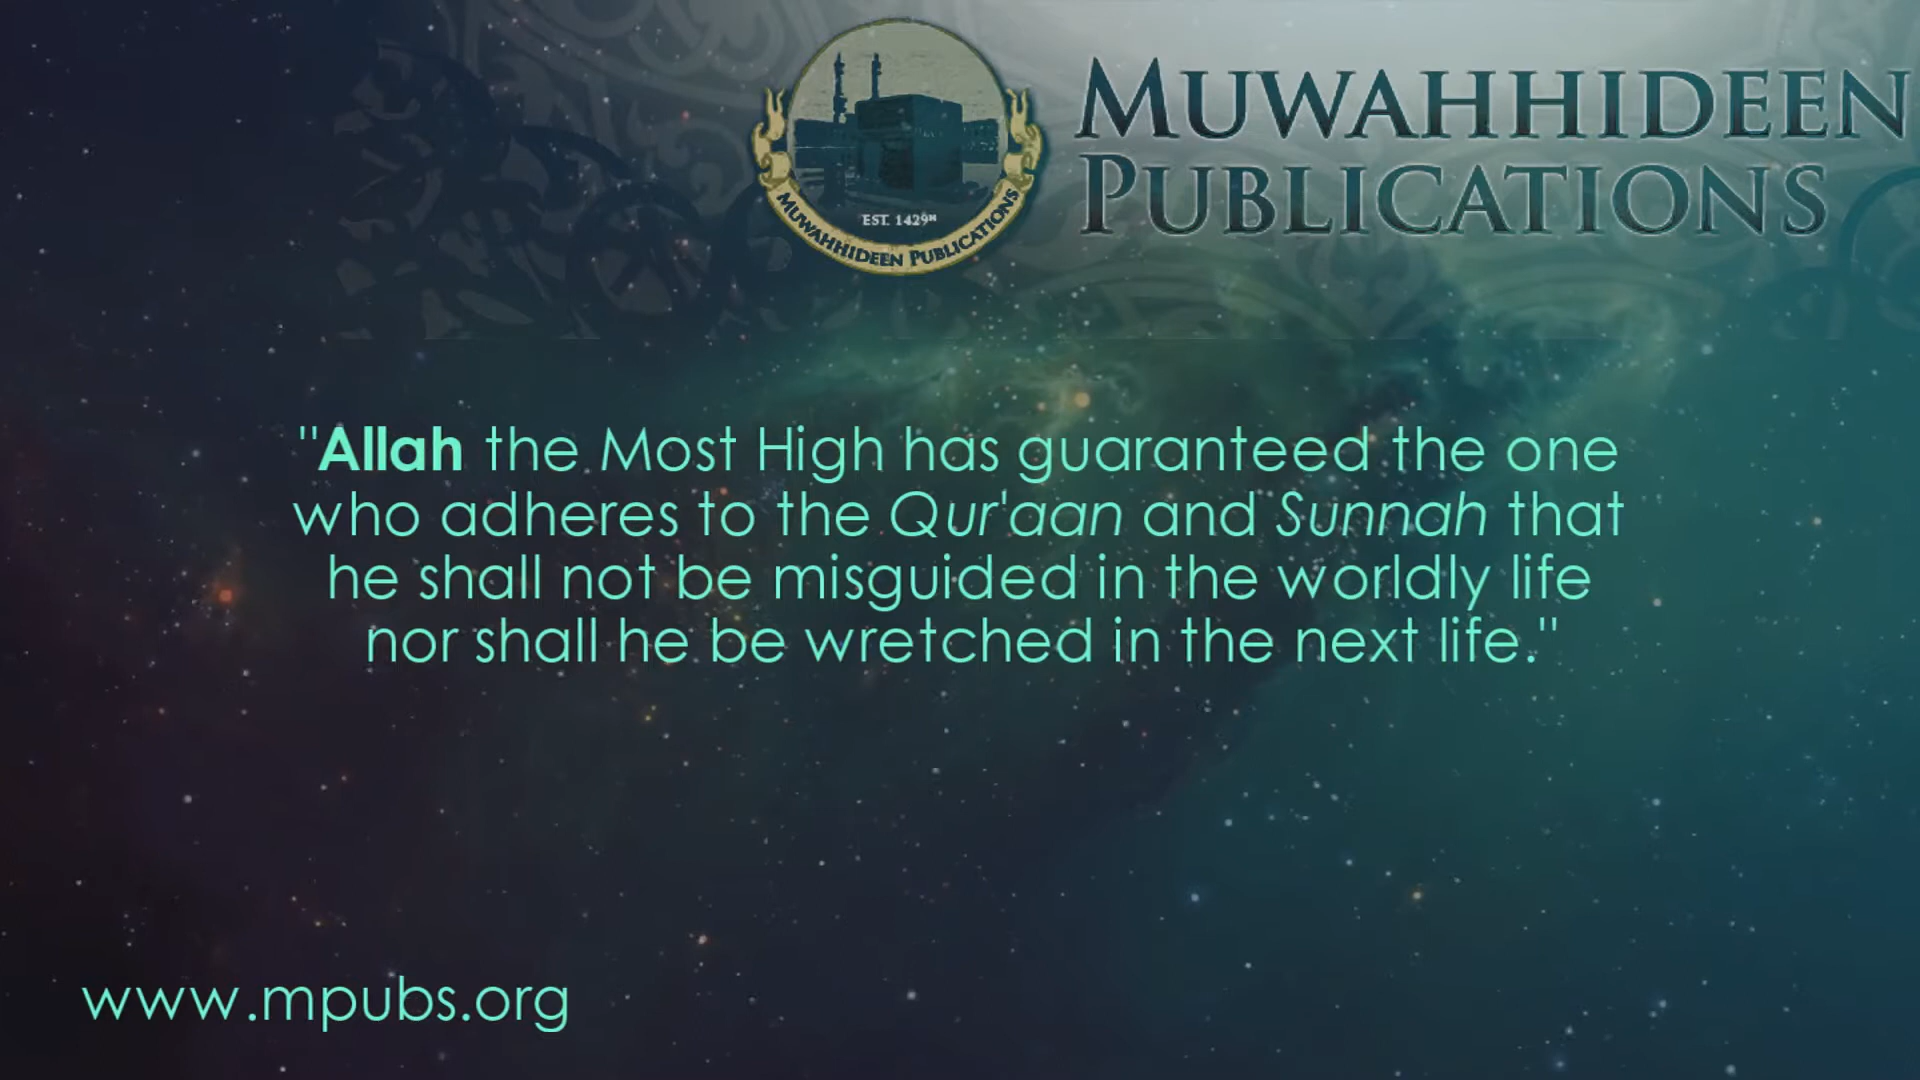 MUWAHHIDEEN
PUBLICATIONS
EST. 1429H
MUWAHHIDEEN PUBLICATIONS
"Allah the Most High has guaranteed the one
who adheres to the Qur'aan and Sunnah that
he shall not be misguided in the worldly life
nor shall he be wretched in the next life."
www.mpubs.org